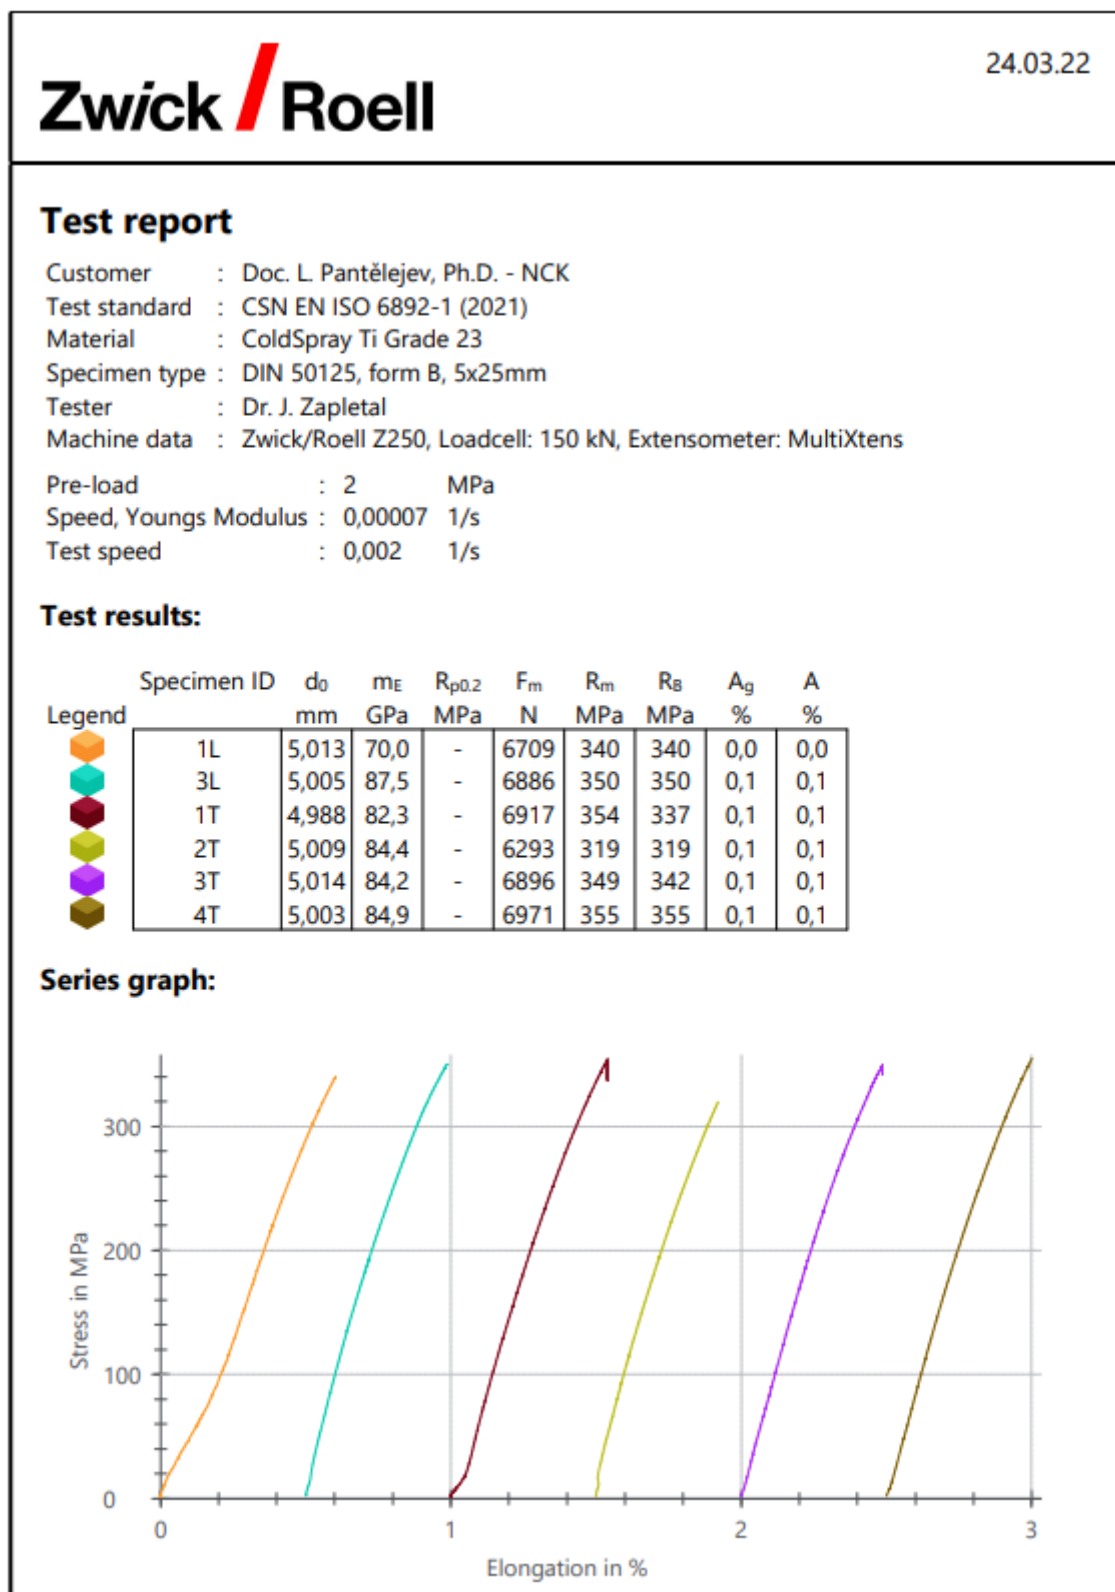 24.03.22
Zwick / Roell
Test report
Customer : Doc. L. Pantělejev, Ph.D. - NCK
Test standard : CSN EN ISO 6892-1 (2021)
Material : ColdSpray Ti Grade 23
Specimen type : DIN 50125, form B, 5x25mm
Tester : Dr. J. Zapletal
Machine data : Zwick/Roell Z250, Loadcell: 150 kN, Extensometer: MultiXtens
Pre-load : 2 MPa
Speed, Youngs Modulus : 0,00007 1/s
Test speed : 0,002 1/s
Test results:
Specimen ID d0 mE Rp0.2 Fm Rm RB Ag A
Legend mm GPa MPa N MPa MPa % %
1L 5,013 70,0 - 6709 340 340 0,0 0,0
3L 5,005 87,5 - 6886 350 350 0,1 0,1
1T 4,988 82,3 - 6917 354 337 0,1 0,1
2T 5,009 84,4 - 6293 319 319 0,1 0,1
3T 5,014 84,2 - 6896 349 342 0,1 0,1
4T 5,003 84,9 - 6971 355 355 0,1 0,1
Series graph:
300
200
100
0
Stress in MPa
0 1 2 3
Elongation in %